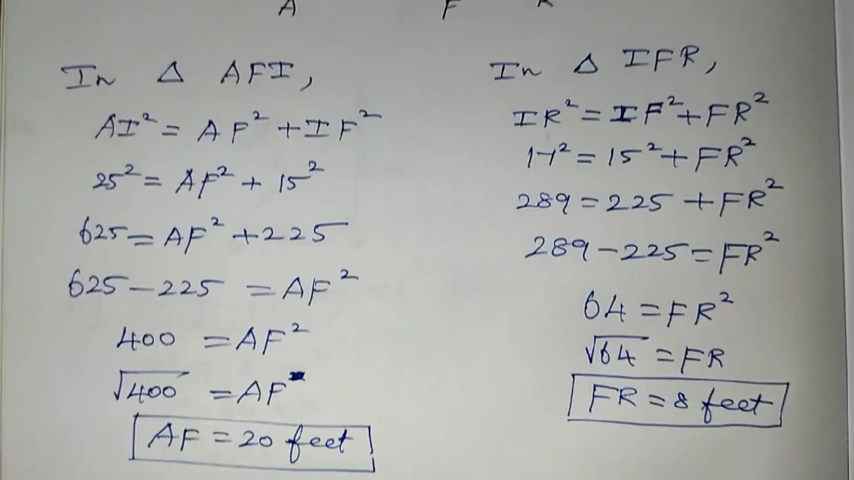 A F R
In Δ AFI,
AI² = AF² + IF²
25² = AF² + 15²
625 = AF² + 225
625 – 225 = AF²
400 = AF²
√400 = AF
AF = 20 feet
In Δ IFR,
IR² = IF² + FR²
17² = 15² + FR²
289 = 225 + FR²
289 – 225 = FR²
64 = FR²
√64 = FR
FR = 8 feet